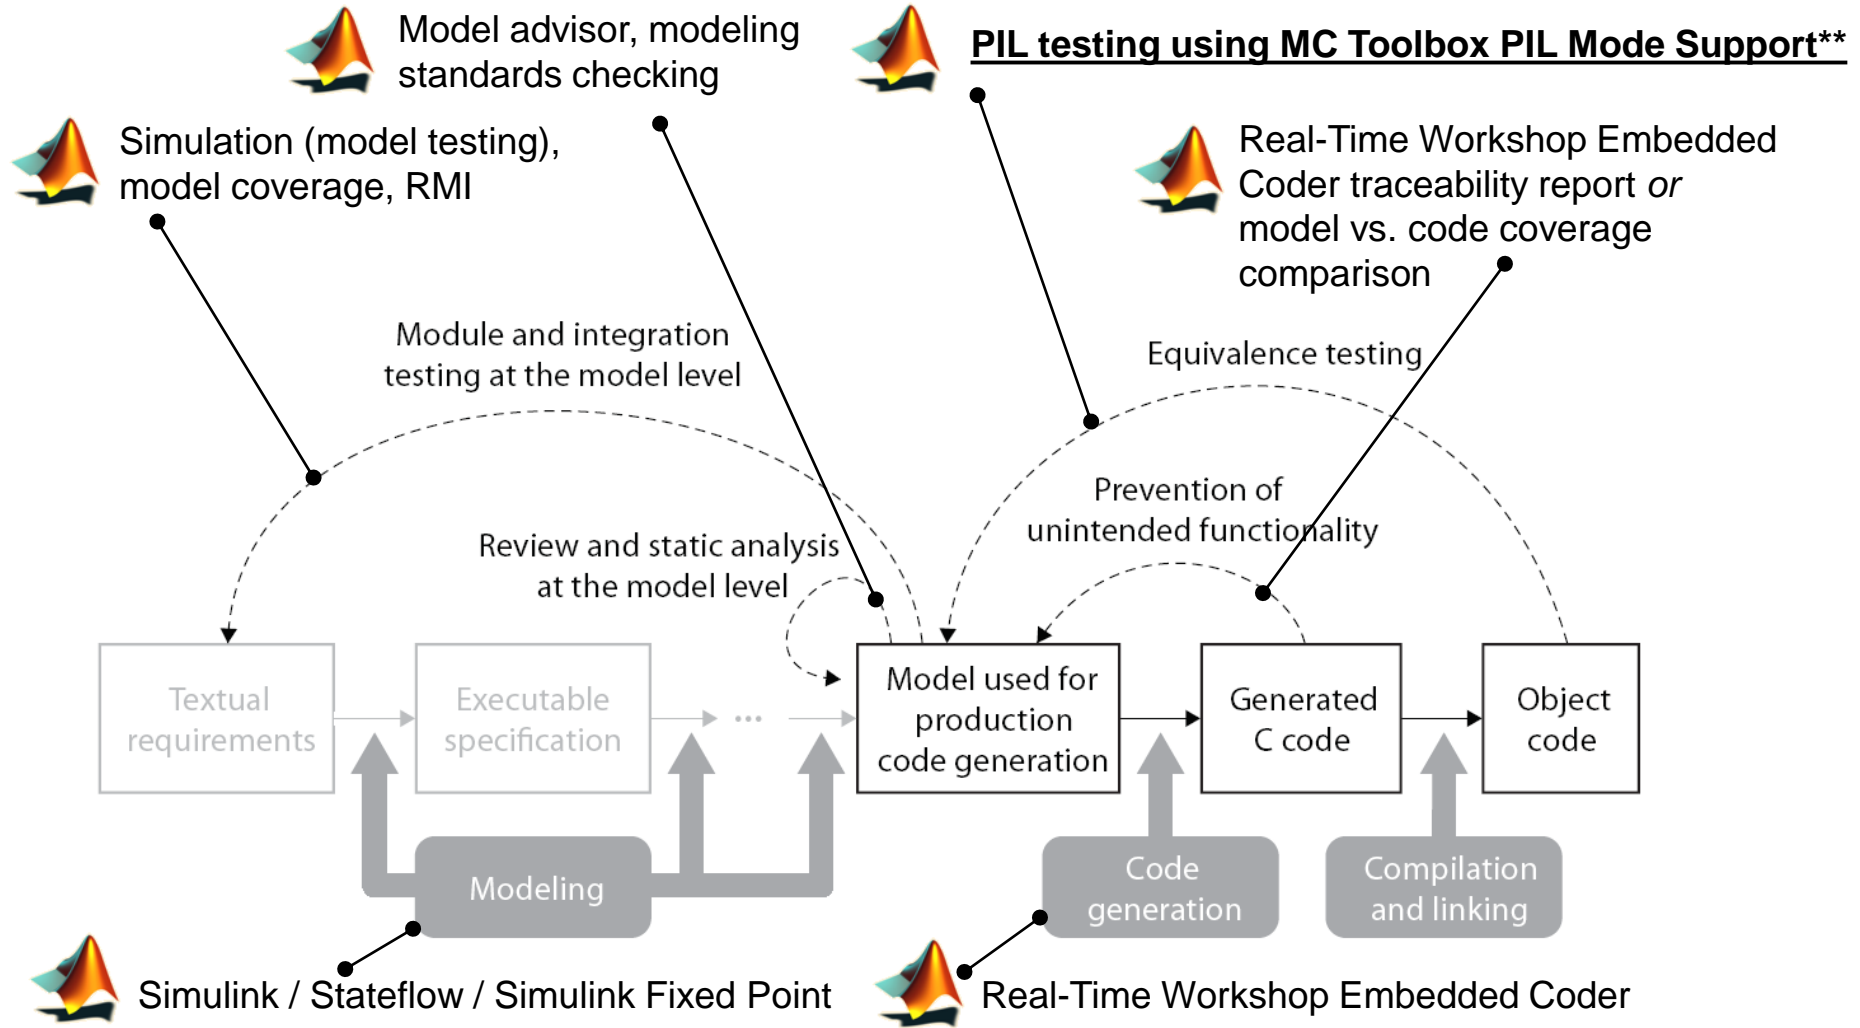 Model advisor, modeling
standards checking
PIL testing using MC Toolbox PIL Mode Support**
Simulation (model testing),
model coverage, RMI
Real-Time Workshop Embedded
Coder traceability report or
model vs. code coverage
comparison
Module and integration
testing at the model level
Equivalence testing
Prevention of
unintended functionality
Review and static analysis
at the model level
Textual
requirements
Executable
specification
...
Model used for
production
code generation
Generated
C code
Object
code
Modeling
Code
generation
Compilation
and linking
Simulink / Stateflow / Simulink Fixed Point
Real-Time Workshop Embedded Coder